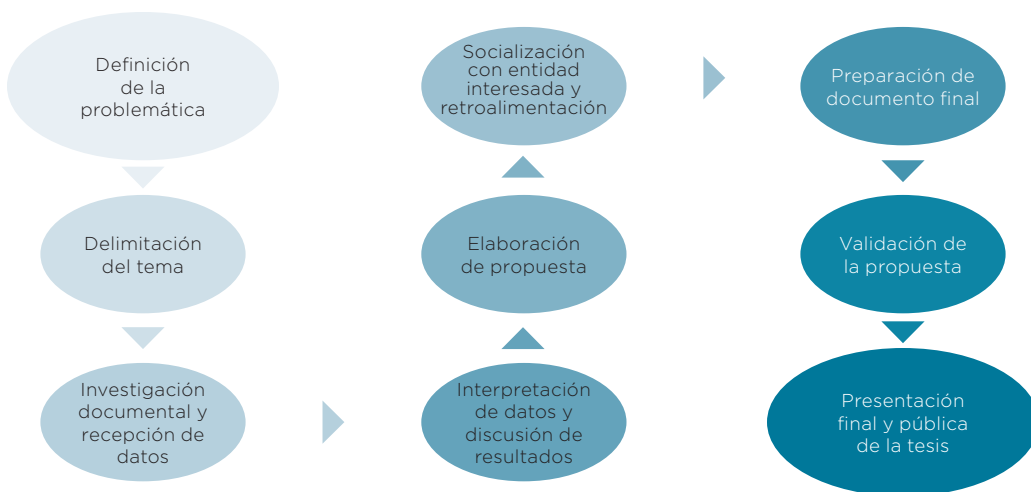 Definición
de la
problemática
Delimitación
del tema
Investigación
documental y
recepción de
datos
Interpretación
de datos y
discusión de
resultados
Elaboración
de propuesta
Socialización
con entidad
interesada y
retroalimentación
Preparación de
documento final
Validación de
la propuesta
Presentación
final y pública
de la tesis